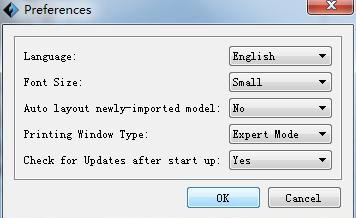 Preferences
Language: English
Font Size: Small
Auto layout newly-imported model: No
Printing Window Type: Expert Mode
Check for Updates after start up: Yes
OK Cancel